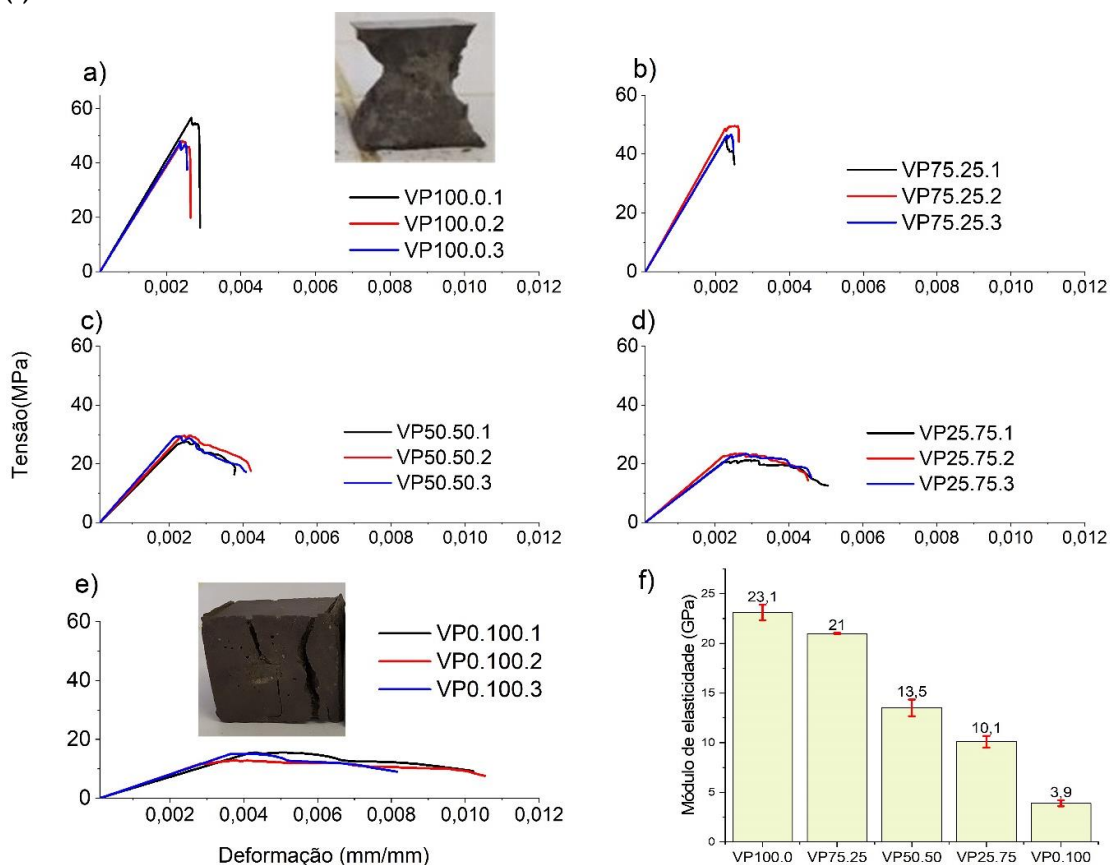 a)
60
40
20
0
0,002 0,004 0,006 0,008 0,010 0,012
VP100.0.1
VP100.0.2
VP100.0.3
b)
60
40
20
0
0,002 0,004 0,006 0,008 0,010 0,012
VP75.25.1
VP75.25.2
VP75.25.3
c)
60
40
20
0
0,002 0,004 0,006 0,008 0,010 0,012
VP50.50.1
VP50.50.2
VP50.50.3
d)
60
40
20
0
0,002 0,004 0,006 0,008 0,010 0,012
VP25.75.1
VP25.75.2
VP25.75.3
Tensão(MPa)
e)
60
40
20
0
0,002 0,004 0,006 0,008 0,010 0,012
VP0.100.1
VP0.100.2
VP0.100.3
Deformação (mm/mm)
f)
Módulo de elasticidade (GPa)
25
20
15
10
5
0
23,1
21
13,5
10,1
3,9
VP100.0 VP75.25 VP50.50 VP25.75 VP0.100